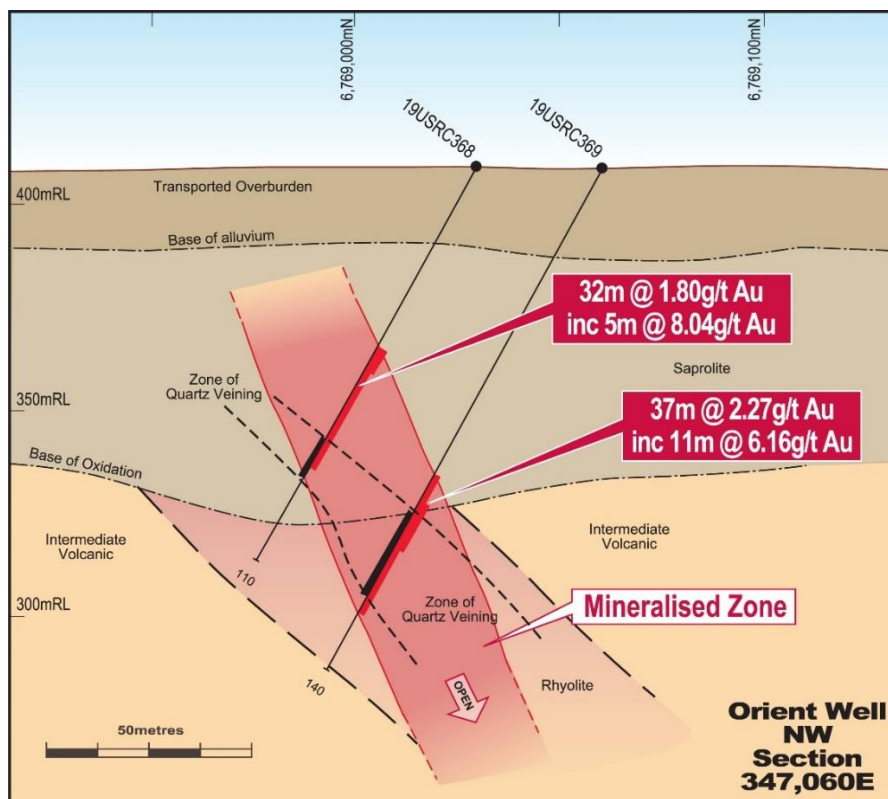 6,769,000mN
6,769,100mN
19USRC368
19USRC369
400mRL
Transported Overburden
Base of alluvium
32m @ 1.80g/t Au
inc 5m @ 8.04g/t Au
Zone of
Quartz Veining
Saprolite
350mRL
37m @ 2.27g/t Au
inc 11m @ 6.16g/t Au
Base of Oxidation
Intermediate
Volcanic
Intermediate
Volcanic
110
300mRL
Zone of
Quartz Veining
Mineralised Zone
140
OPEN
Rhyolite
50metres
Orient Well
NW
Section
347,060E